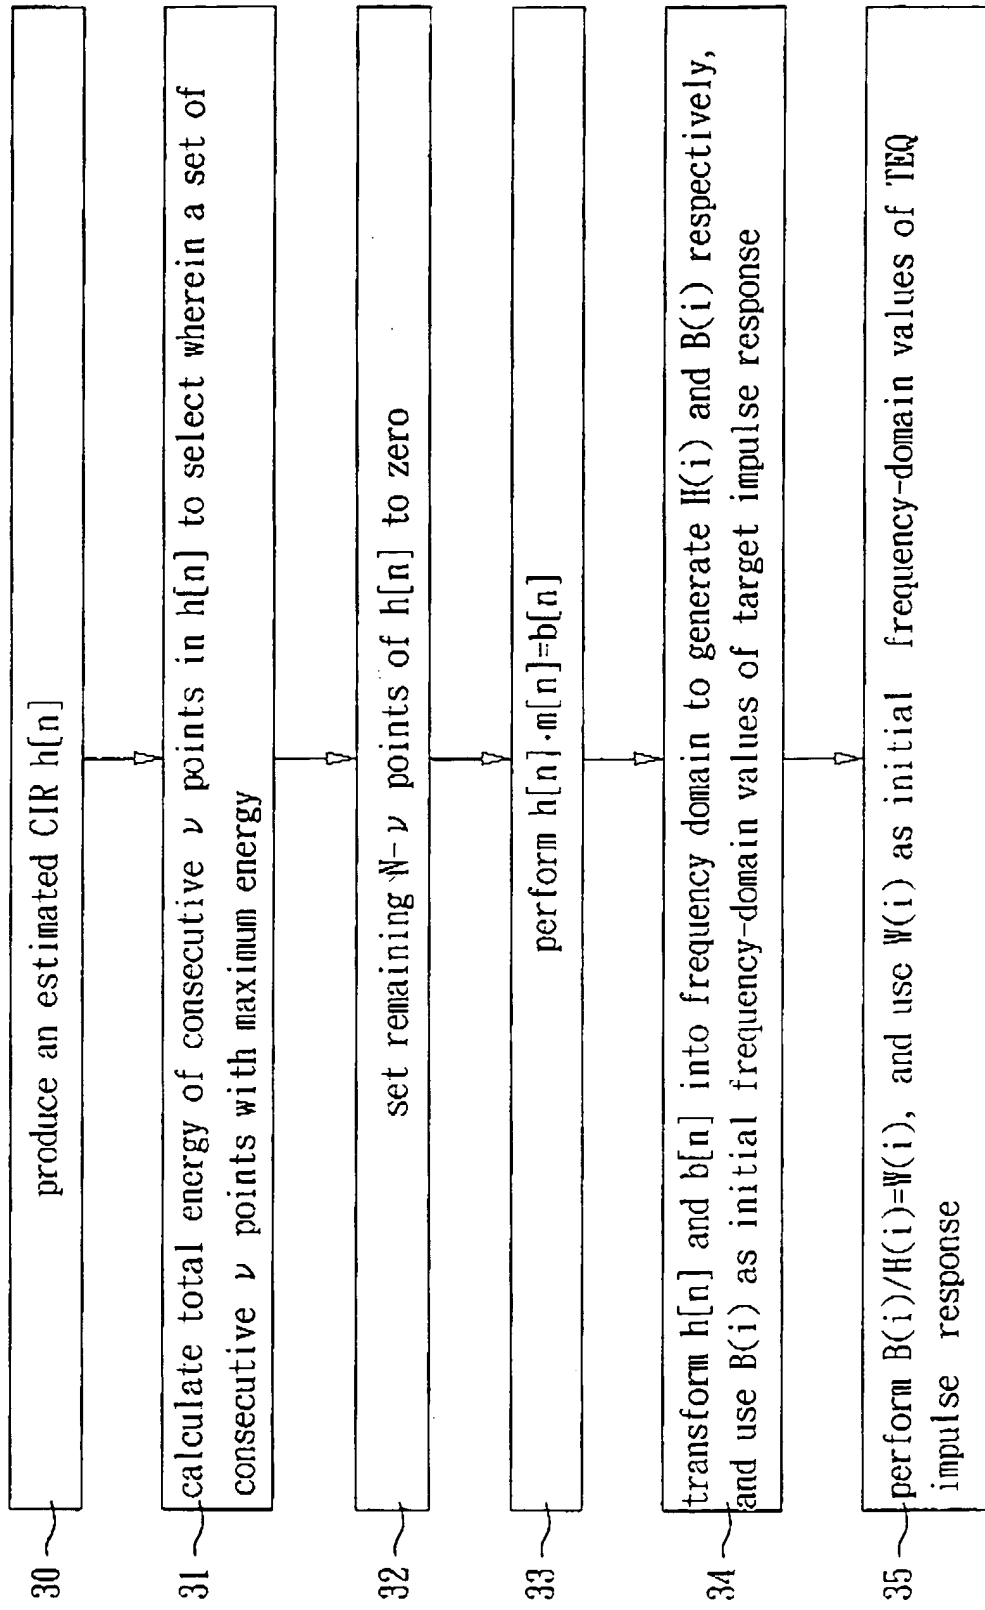 30
produce an estimated CIR h[n]
31
calculate total energy of consecutive ν points in h[n] to select wherein a set of
consecutive ν points with maximum energy
32
set remaining N-ν points of h[n] to zero
33
perform h[n]·m[n]=b[n]
34
transform h[n] and b[n] into frequency domain to generate H(i) and B(i) respectively,
and use B(i) as initial frequency-domain values of target impulse response
35
perform B(i)/H(i)=W(i), and use W(i) as initial frequency-domain values of TEQ
impulse response